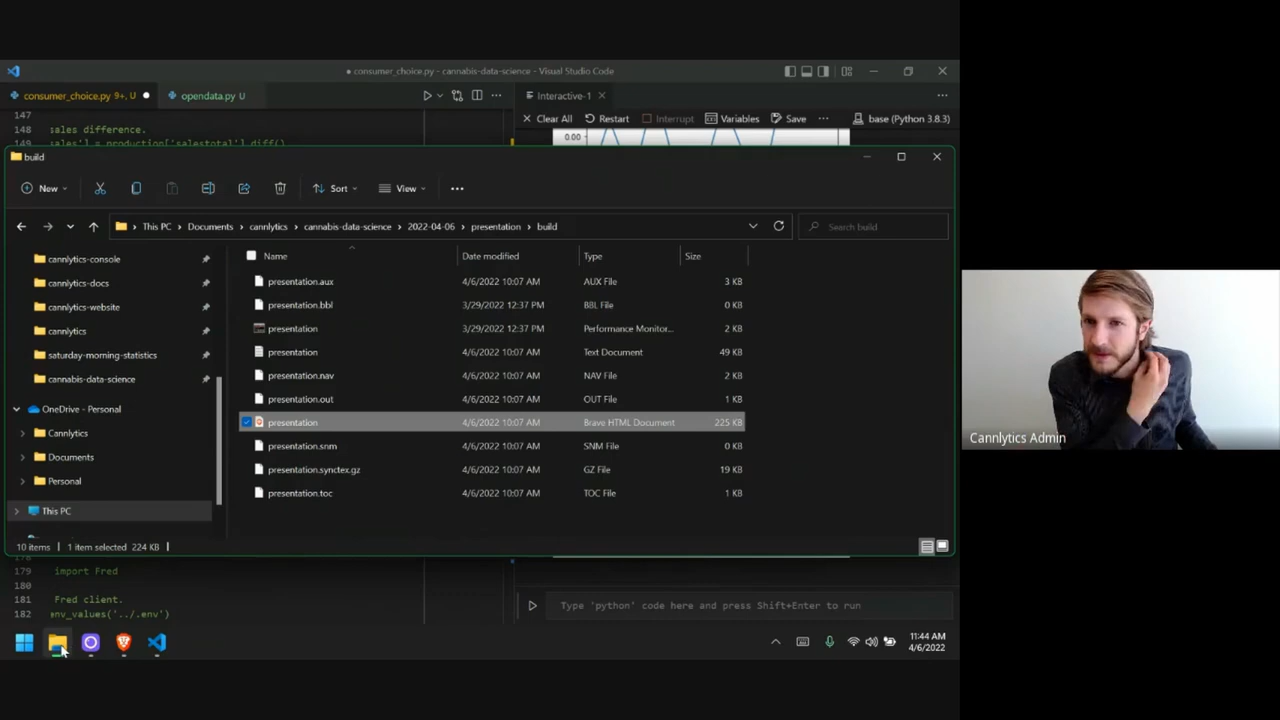 consumer_choice.py - cannabis-data-science - Visual Studio Code
consumer_choice.py 9+, U
opendata.py U
Interactive-1
147
148 sales difference.
149 sales'] = production['salestotal'].diff()
Clear All Restart Interrupt Variables Save base (Python 3.8.3)
0.00
build
New Sort View
This PC Documents cannlytics cannabis-data-science 2022-04-06 presentation build
Search build
cannlytics-console
cannlytics-docs
cannlytics-website
cannlytics
saturday-morning-statistics
cannabis-data-science
OneDrive - Personal
Cannlytics
Documents
Personal
This PC
Name Date modified Type Size
presentation.aux 4/6/2022 10:07 AM AUX File 3 KB
presentation.bbl 3/29/2022 12:37 PM BBL File 0 KB
presentation 3/29/2022 12:37 PM Performance Monitor... 2 KB
presentation 4/6/2022 10:07 AM Text Document 49 KB
presentation.nav 4/6/2022 10:07 AM NAV File 2 KB
presentation.out 4/6/2022 10:07 AM OUT File 1 KB
presentation 4/6/2022 10:07 AM Brave HTML Document 225 KB
presentation.snm 4/6/2022 10:07 AM SNM File 0 KB
presentation.synctex.gz 4/6/2022 10:07 AM GZ File 19 KB
presentation.toc 4/6/2022 10:07 AM TOC File 1 KB
10 items 1 item selected 224 KB
179 import Fred
180
181 Fred client.
182 env_values('../.env')
Type 'python' code here and press Shift+Enter to run
11:44 AM
4/6/2022
Cannlytics Admin